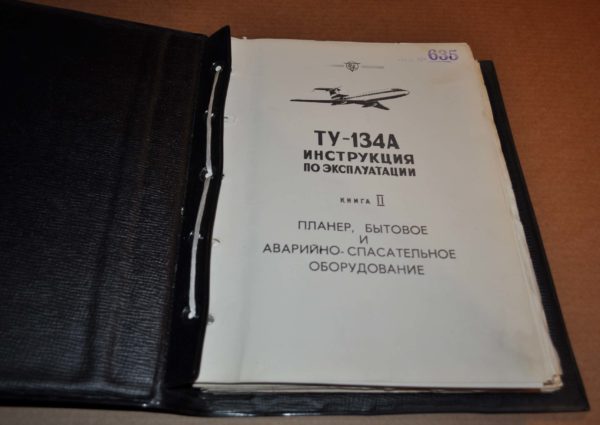 635
ТУ-134А
ИНСТРУКЦИЯ
ПО ЭКСПЛУАТАЦИИ
КНИГА II
ПЛАНЕР, БЫТОВОЕ
И
АВАРИЙНО-СПАСАТЕЛЬНОЕ
ОБОРУДОВАНИЕ